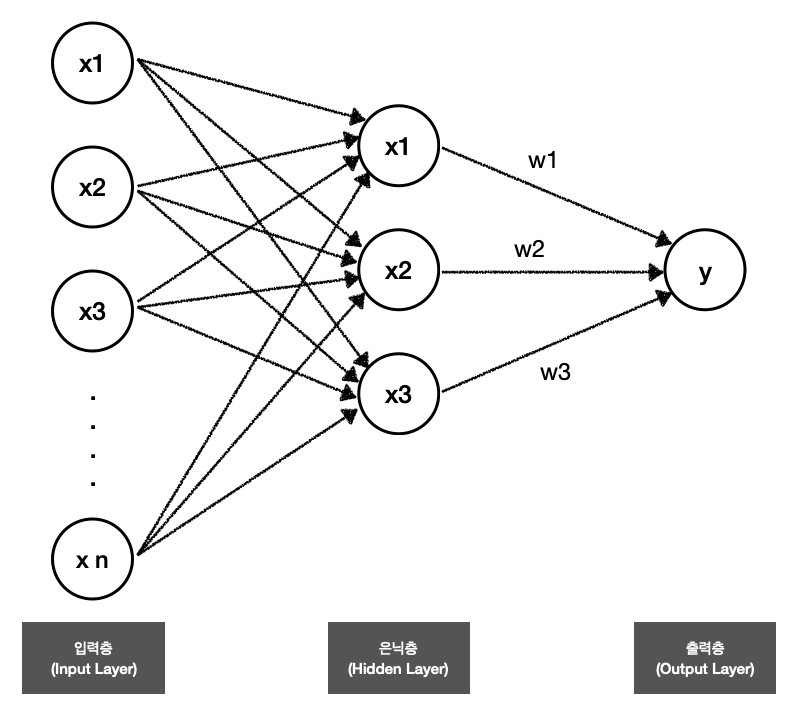 x1
x2
x3
.
.
.
.
x n
x1
x2
x3
w1
w2
w3
y
입력층
(Input Layer)
은닉층
(Hidden Layer)
출력층
(Output Layer)